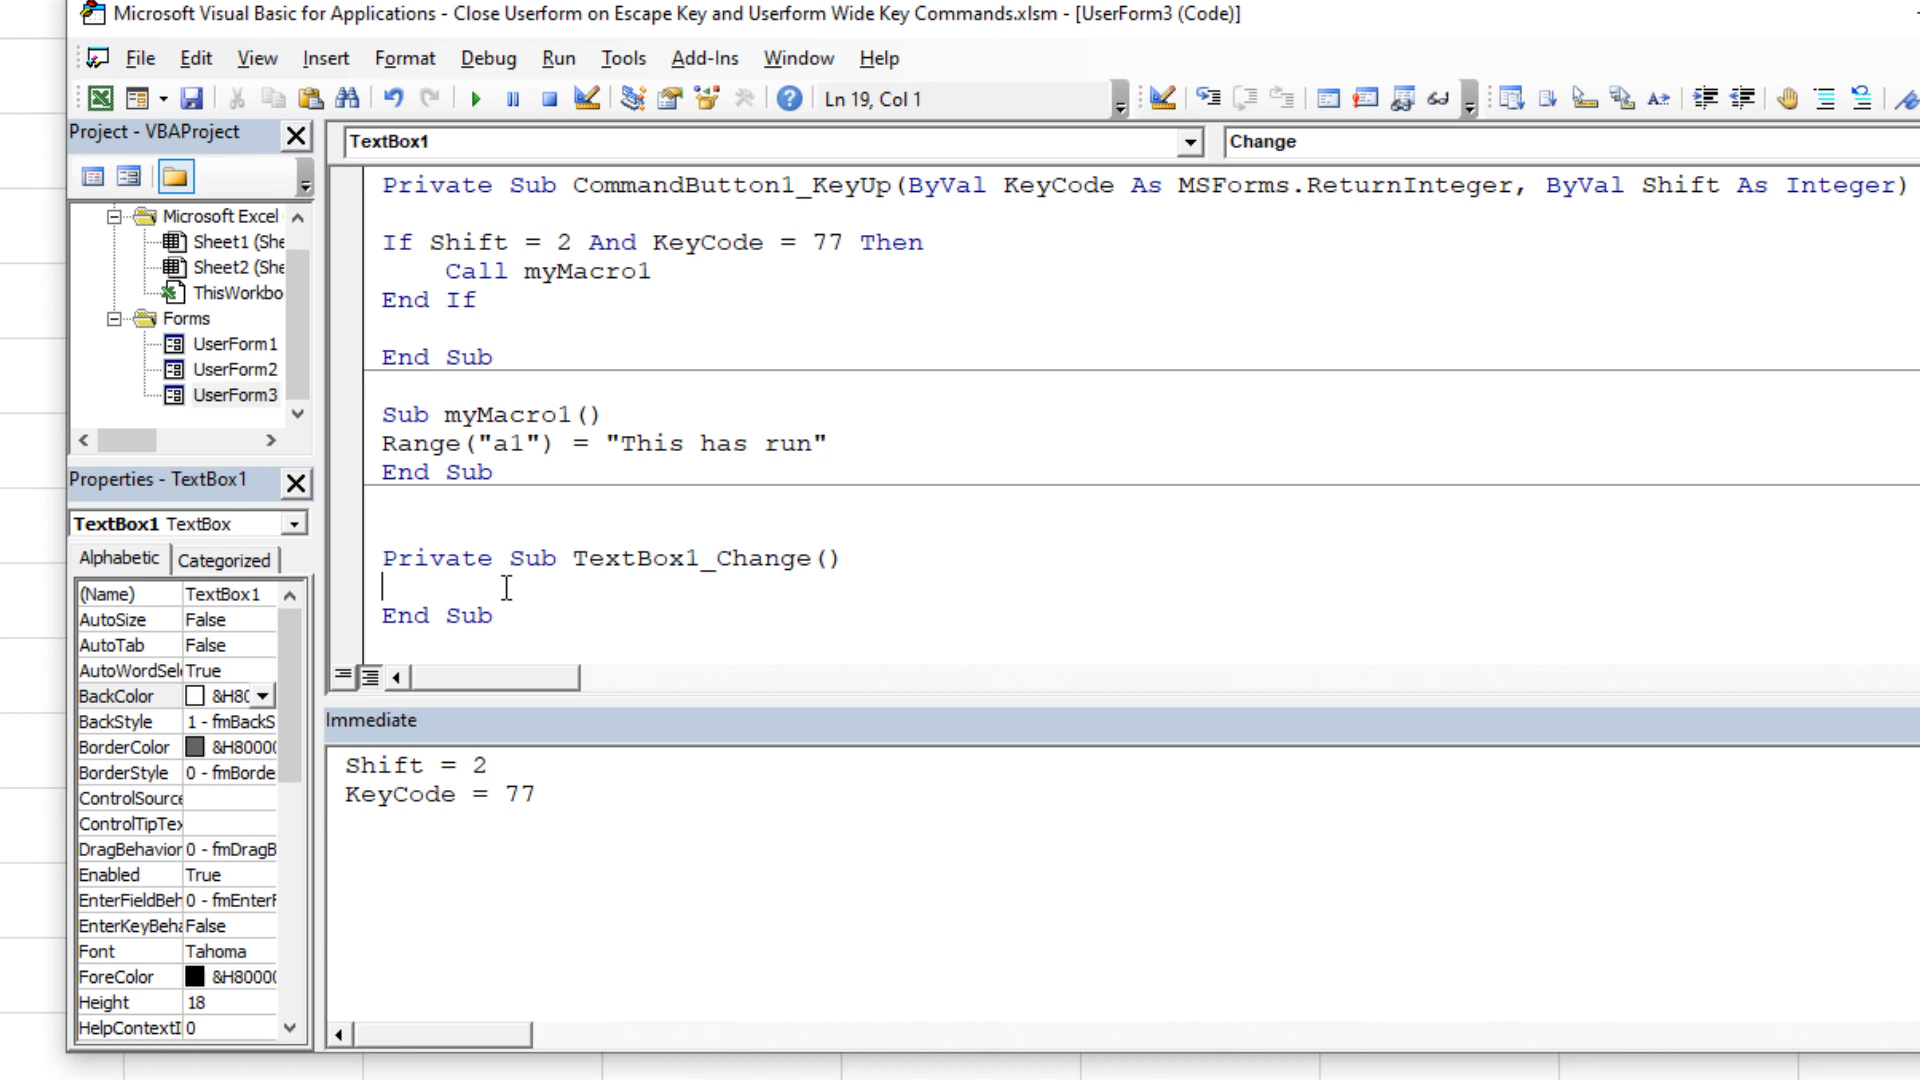 Microsoft Visual Basic for Applications - Close Userform on Escape Key and Userform Wide Key Commands.xlsm - [UserForm3 (Code)]
File Edit View Insert Format Debug Run Tools Add-Ins Window Help
Ln 19, Col 1
Project - VBAProject
TextBox1
Change
Microsoft Excel
Sheet1 (She
Sheet2 (She
ThisWorkbo
Forms
UserForm1
UserForm2
UserForm3
Private Sub CommandButton1_KeyUp(ByVal KeyCode As MSForms.ReturnInteger, ByVal Shift As Integer)
If Shift = 2 And KeyCode = 77 Then
Call myMacro1
End If
End Sub
Sub myMacro1()
Range("a1") = "This has run"
End Sub
Private Sub TextBox1_Change()
End Sub
Properties - TextBox1
TextBox1 TextBox
Alphabetic Categorized
(Name) TextBox1
AutoSize False
AutoTab False
AutoWordSel True
BackColor &H80
BackStyle 1 - fmBackS
BorderColor &H8000
BorderStyle 0 - fmBorde
ControlSource
ControlTipTex
DragBehavior 0 - fmDragB
Enabled True
EnterFieldBeh 0 - fmEnterF
EnterKeyBeha False
Font Tahoma
ForeColor &H8000
Height 18
HelpContextI 0
Immediate
Shift = 2
KeyCode = 77